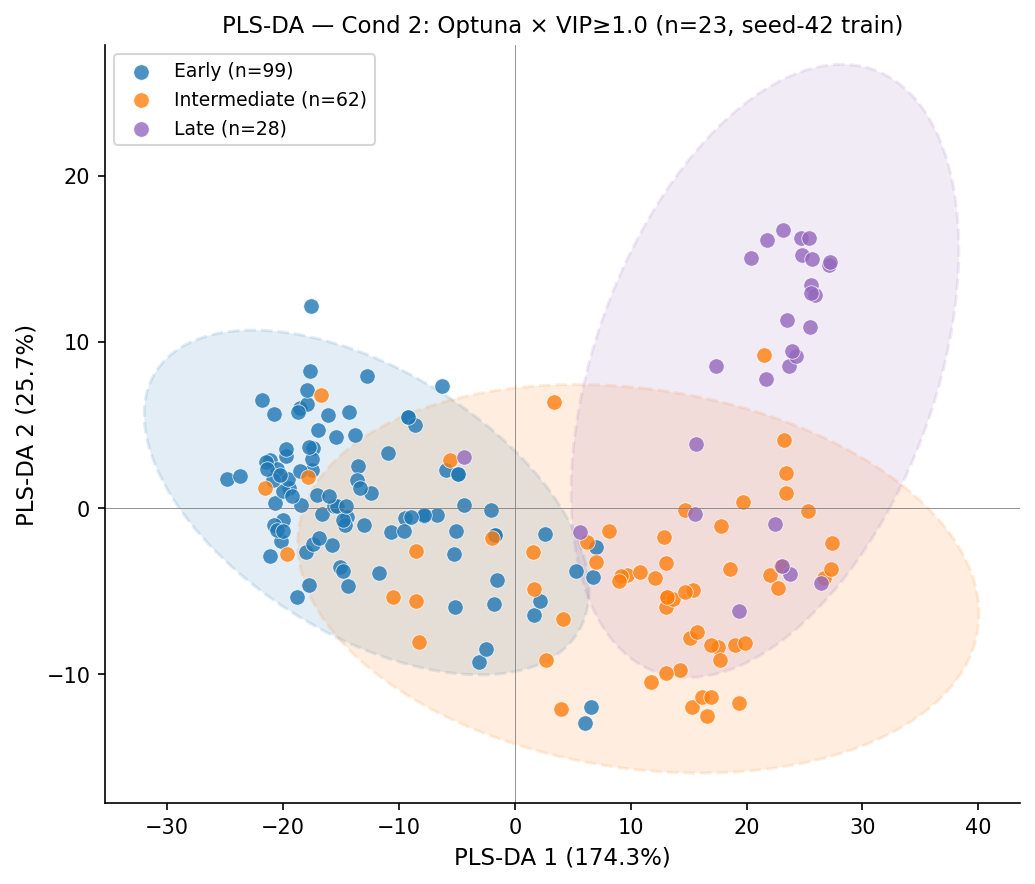 PLS-DA — Cond 2: Optuna × VIP≥1.0 (n=23, seed-42 train)
Early (n=99)
Intermediate (n=62)
Late (n=28)
PLS-DA 2 (25.7%)
20
10
0
−10
−30
−20
−10
0
10
20
30
40
PLS-DA 1 (174.3%)